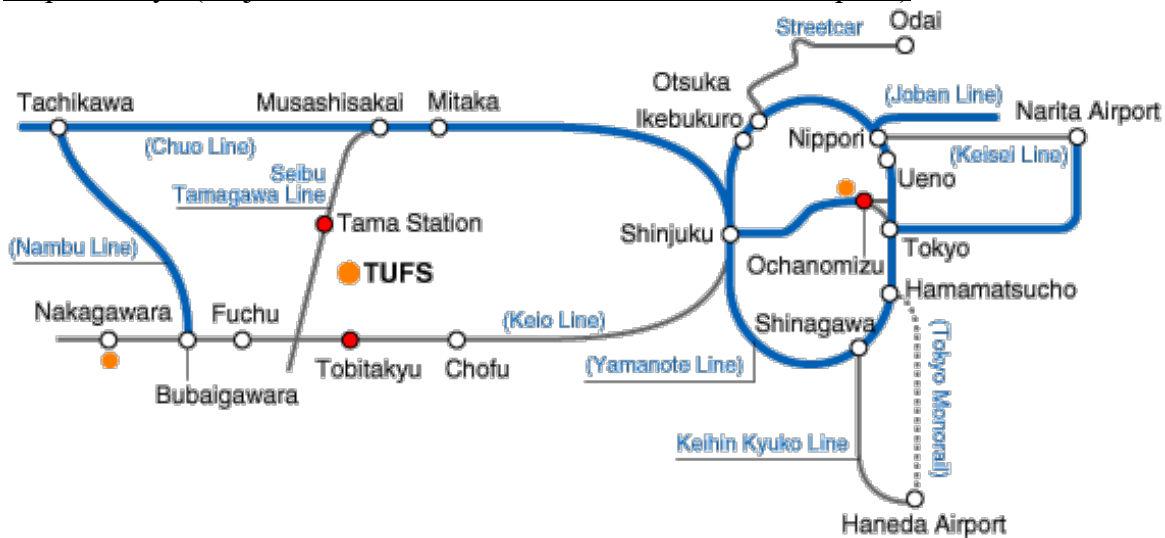 Odai
Streetcar
Otsuka
Tachikawa
Musashisakai
Mitaka
Ikebukuro
(Joban Line)
Narita Airport
Nippori
(Chuo Line)
(Keisei Line)
Seibu
Tamagawa Line
Ueno
Tama Station
Shinjuku
(Nambu Line)
Tokyo
Ochanomizu
TUFS
Hamamatsucho
Nakagawara
Fuchu
(Keio Line)
Shinagawa
Tobitakyu
Chofu
(Yamanote Line)
(Tokyo Monorail)
Bubaigawara
Keihin Kyuko Line
Haneda Airport